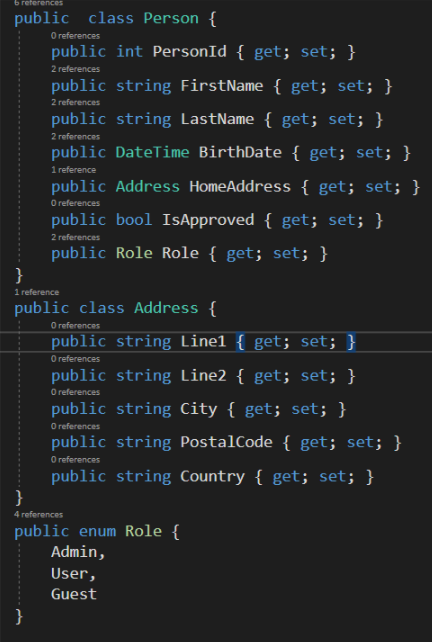 6 references
public  class Person {
0 references
public int PersonId { get; set; }
2 references
public string FirstName { get; set; }
2 references
public string LastName { get; set; }
2 references
public DateTime BirthDate { get; set; }
1 reference
public Address HomeAddress { get; set; }
0 references
public bool IsApproved { get; set; }
2 references
public Role Role { get; set; }
}
1 reference
public class Address {
0 references
public string Line1 { get; set; }
0 references
public string Line2 { get; set; }
0 references
public string City { get; set; }
0 references
public string PostalCode { get; set; }
0 references
public string Country { get; set; }
}
4 references
public enum Role {
Admin,
User,
Guest
}